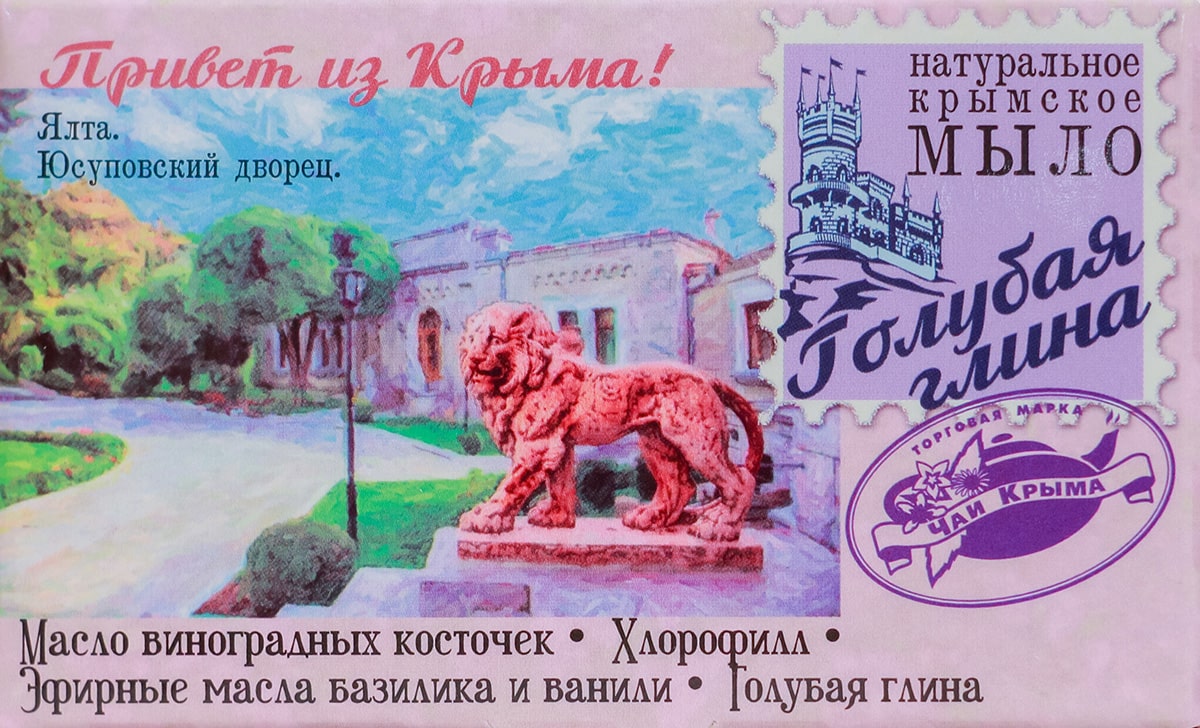 Привет из Крыма!
Ялта.
Юсуповский дворец.
натуральное
крымское
МЫЛО
Голубая
глина
ТОРГОВАЯ МАРКА
ЧАИ КРЫМА
Масло виноградных косточек • Хлорофилл •
Эфирные масла базилика и ванили • Голубая глина